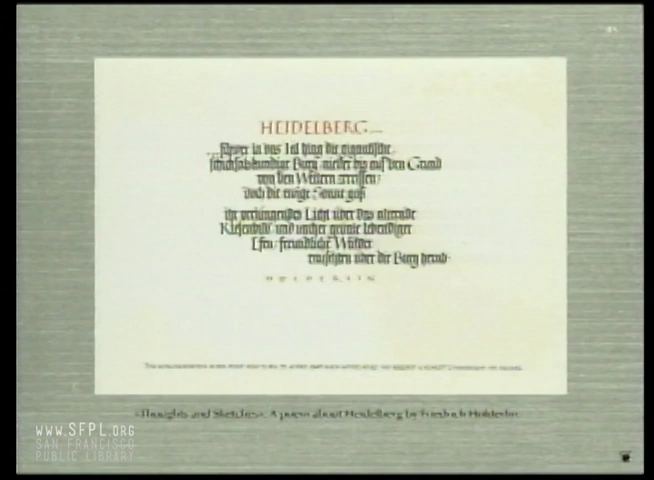 HEIDELBERG...
...schwer in das Tal hing die gigantische,
schicksalskundige Burg nieder bis auf den Grund
von den Wettern zerrissen;
doch die ewige Sonne goß
ihr verjüngendes Licht über das alternde
Riesenbild, und umher grünte lebendiger
Efeu; freundliche Wälder
rauschten über die Burg herab.
HÖLDERLIN
«Thoughts and Sketches». A poem about Heidelberg by Friedrich Hölderlin.
WWW.SFPL.ORG
SAN FRANCISCO
PUBLIC LIBRARY